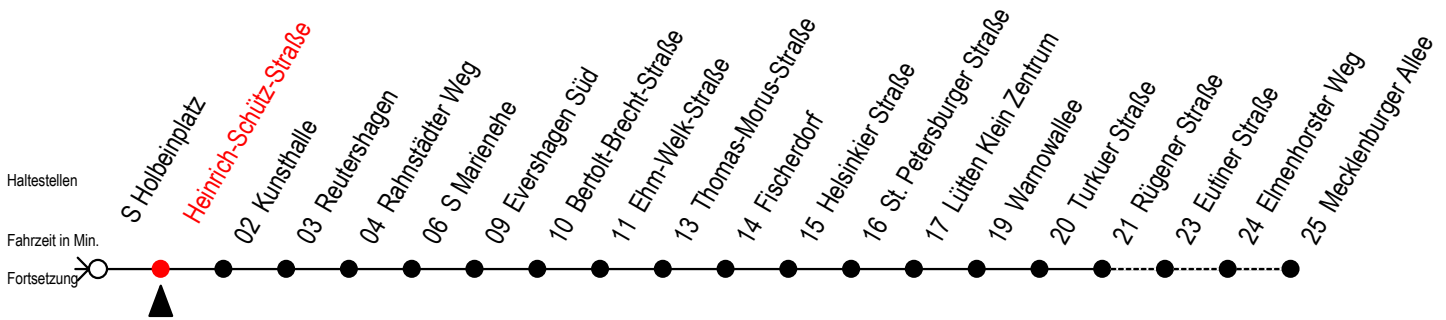 S Holbeinplatz
Heinrich-Schütz-Straße
02 Kunsthalle
03 Reutershagen
04 Rahnstädter Weg
06 S Marienehe
09 Evershagen Süd
10 Bertolt-Brecht-Straße
11 Ehm-Welk-Straße
13 Thomas-Morus-Straße
14 Fischerdorf
15 Helsinkier Straße
16 St. Petersburger Straße
17 Lütten Klein Zentrum
19 Warnowallee
20 Turkuer Straße
21 Rügener Straße
23 Eutiner Straße
24 Elmenhorster Weg
25 Mecklenburger Allee
Haltestellen
Fahrzeit in Min.
Fortsetzung